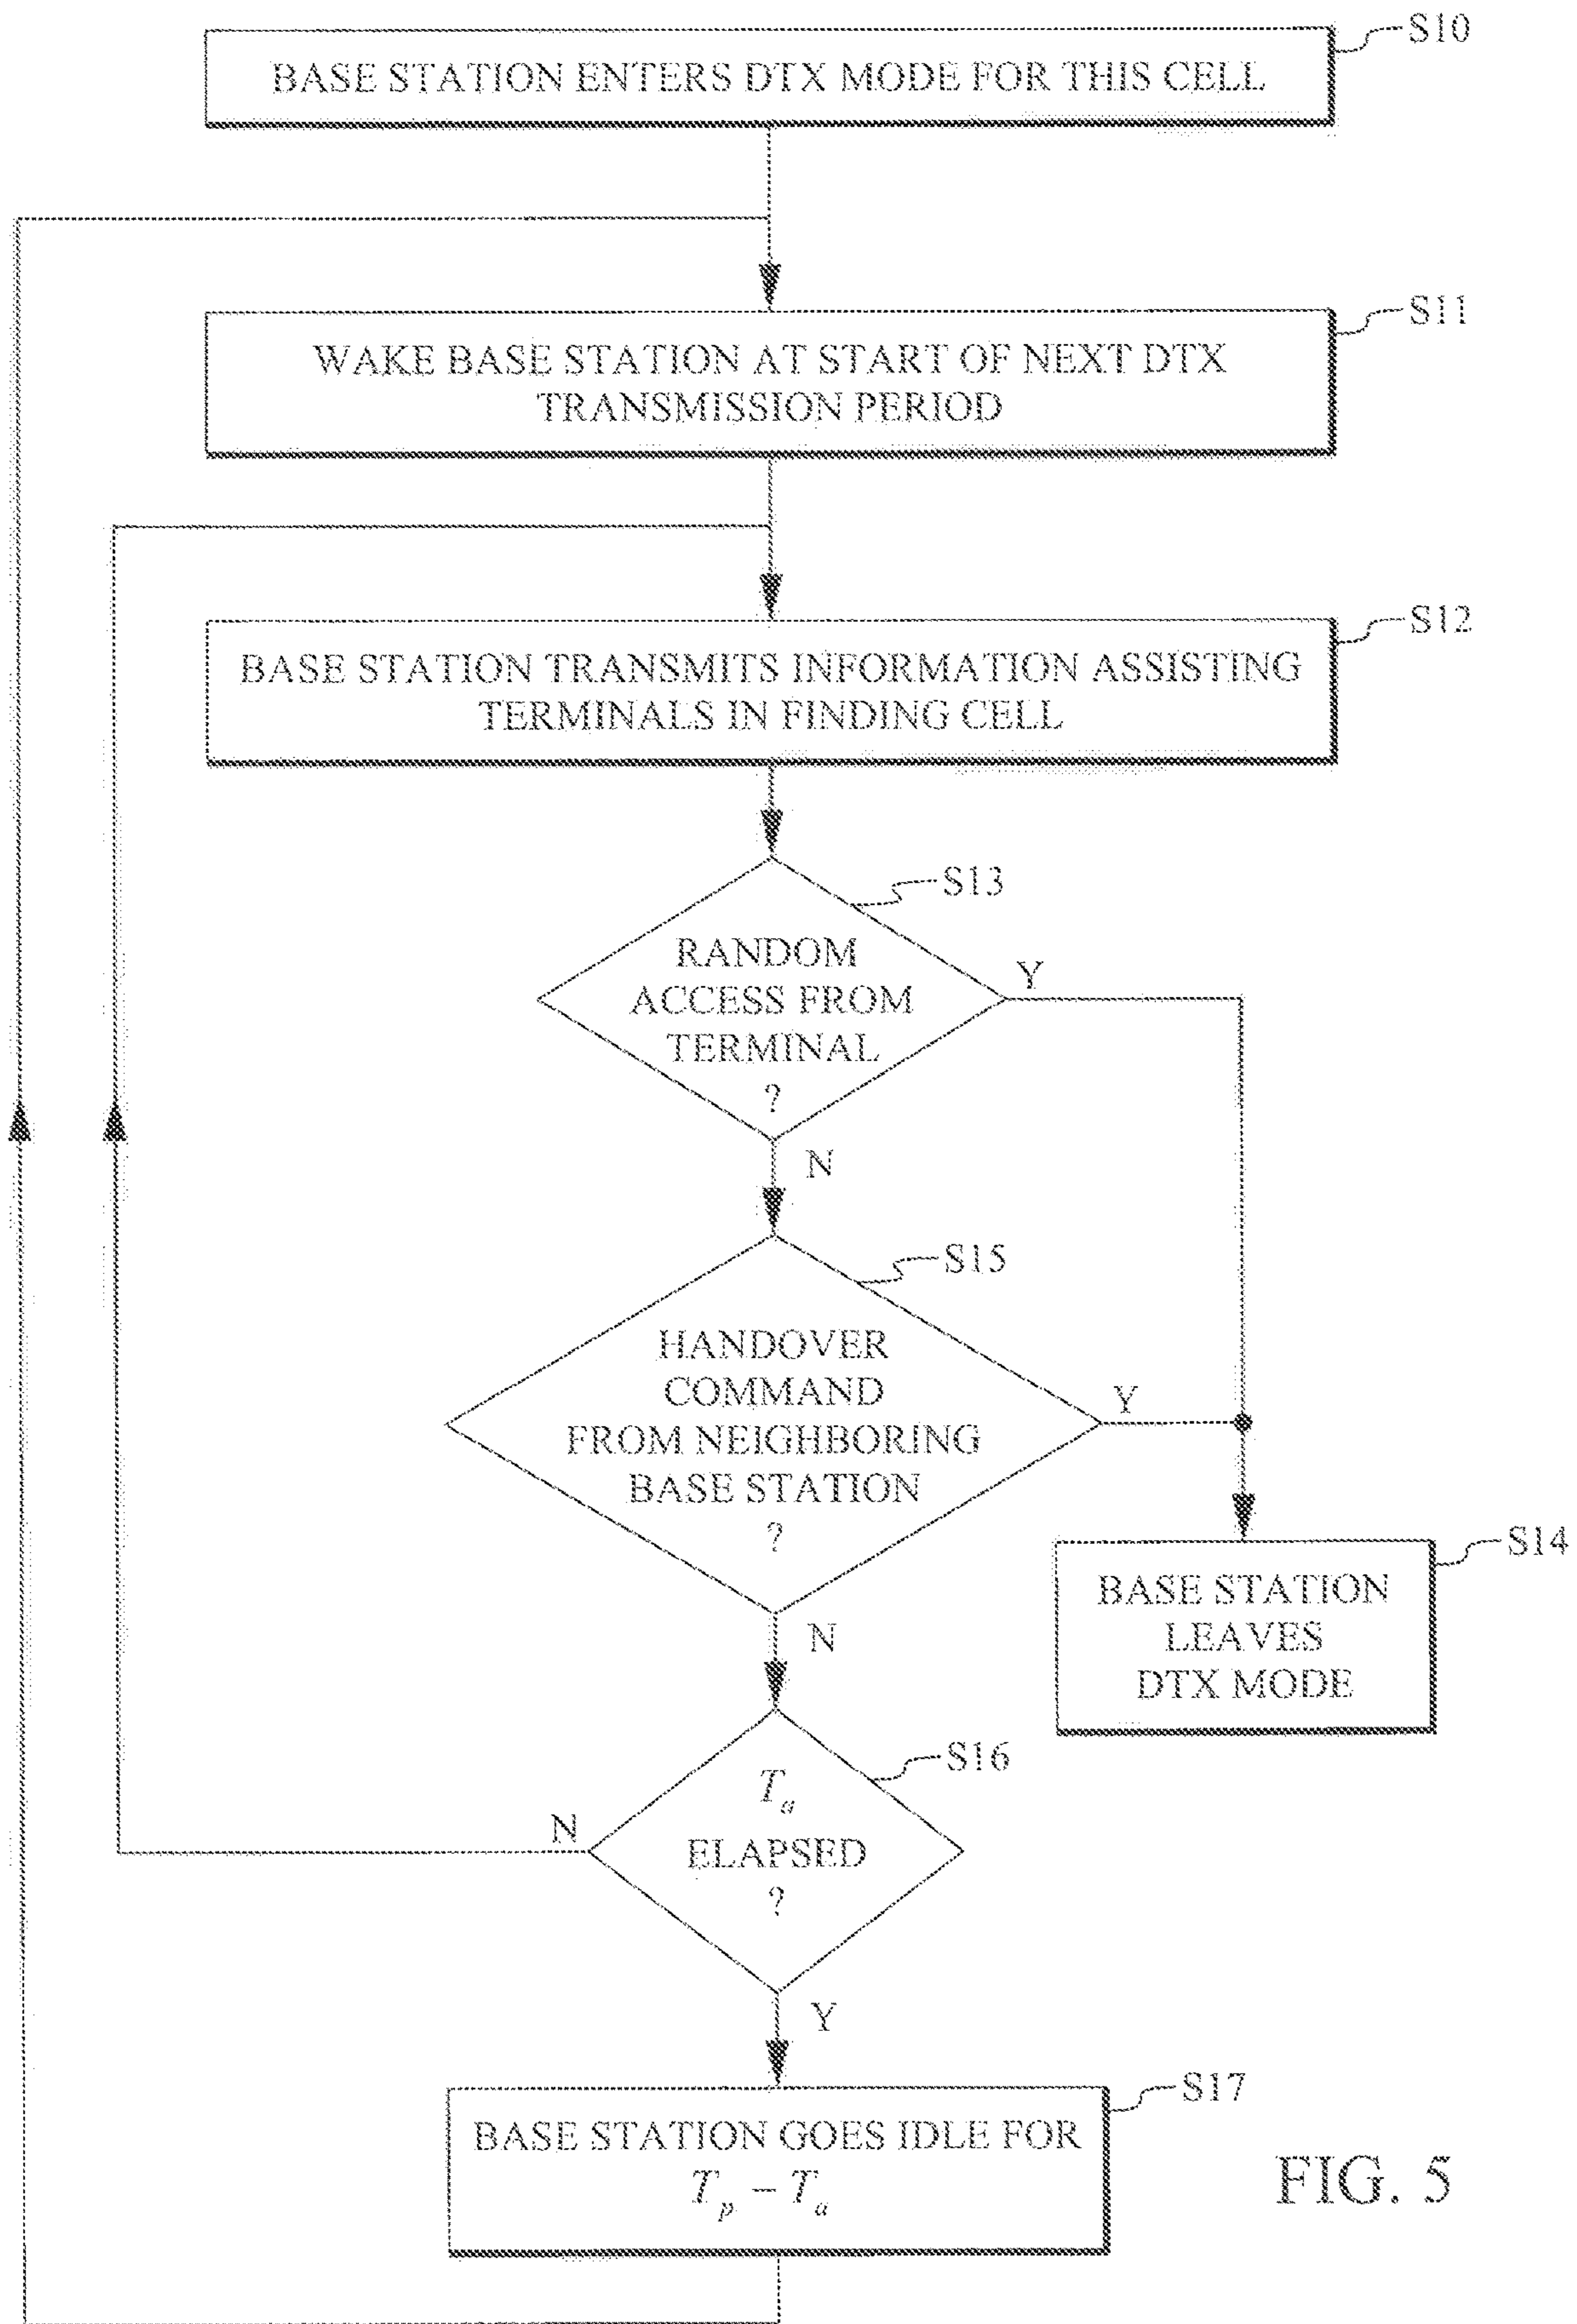 S10
BASE STATION ENTERS DTX MODE FOR THIS CELL
S11
WAKE BASE STATION AT START OF NEXT DTX
TRANSMISSION PERIOD
S12
BASE STATION TRANSMITS INFORMATION ASSISTING
TERMINALS IN FINDING CELL
S13
RANDOM
ACCESS FROM
TERMINAL
?
Y
N
S15
HANDOVER
COMMAND
FROM NEIGHBORING
BASE STATION
?
Y
N
S14
BASE STATION
LEAVES
DTX MODE
S16
T_a
ELAPSED
?
N
Y
S17
BASE STATION GOES IDLE FOR
T_p – T_a
FIG. 5